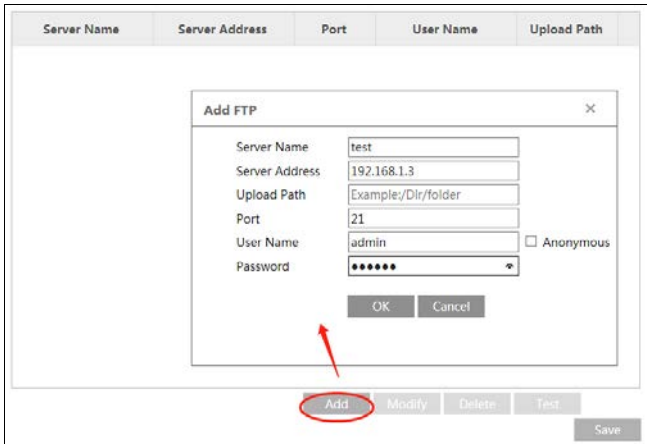 Server Name Server Address Port User Name Upload Path
Add FTP ×
Server Name test
Server Address 192.168.1.3
Upload Path Example:/Dir/folder
Port 21
User Name admin Anonymous
Password ●●●●●●
OK Cancel
Add Modify Delete Test
Save